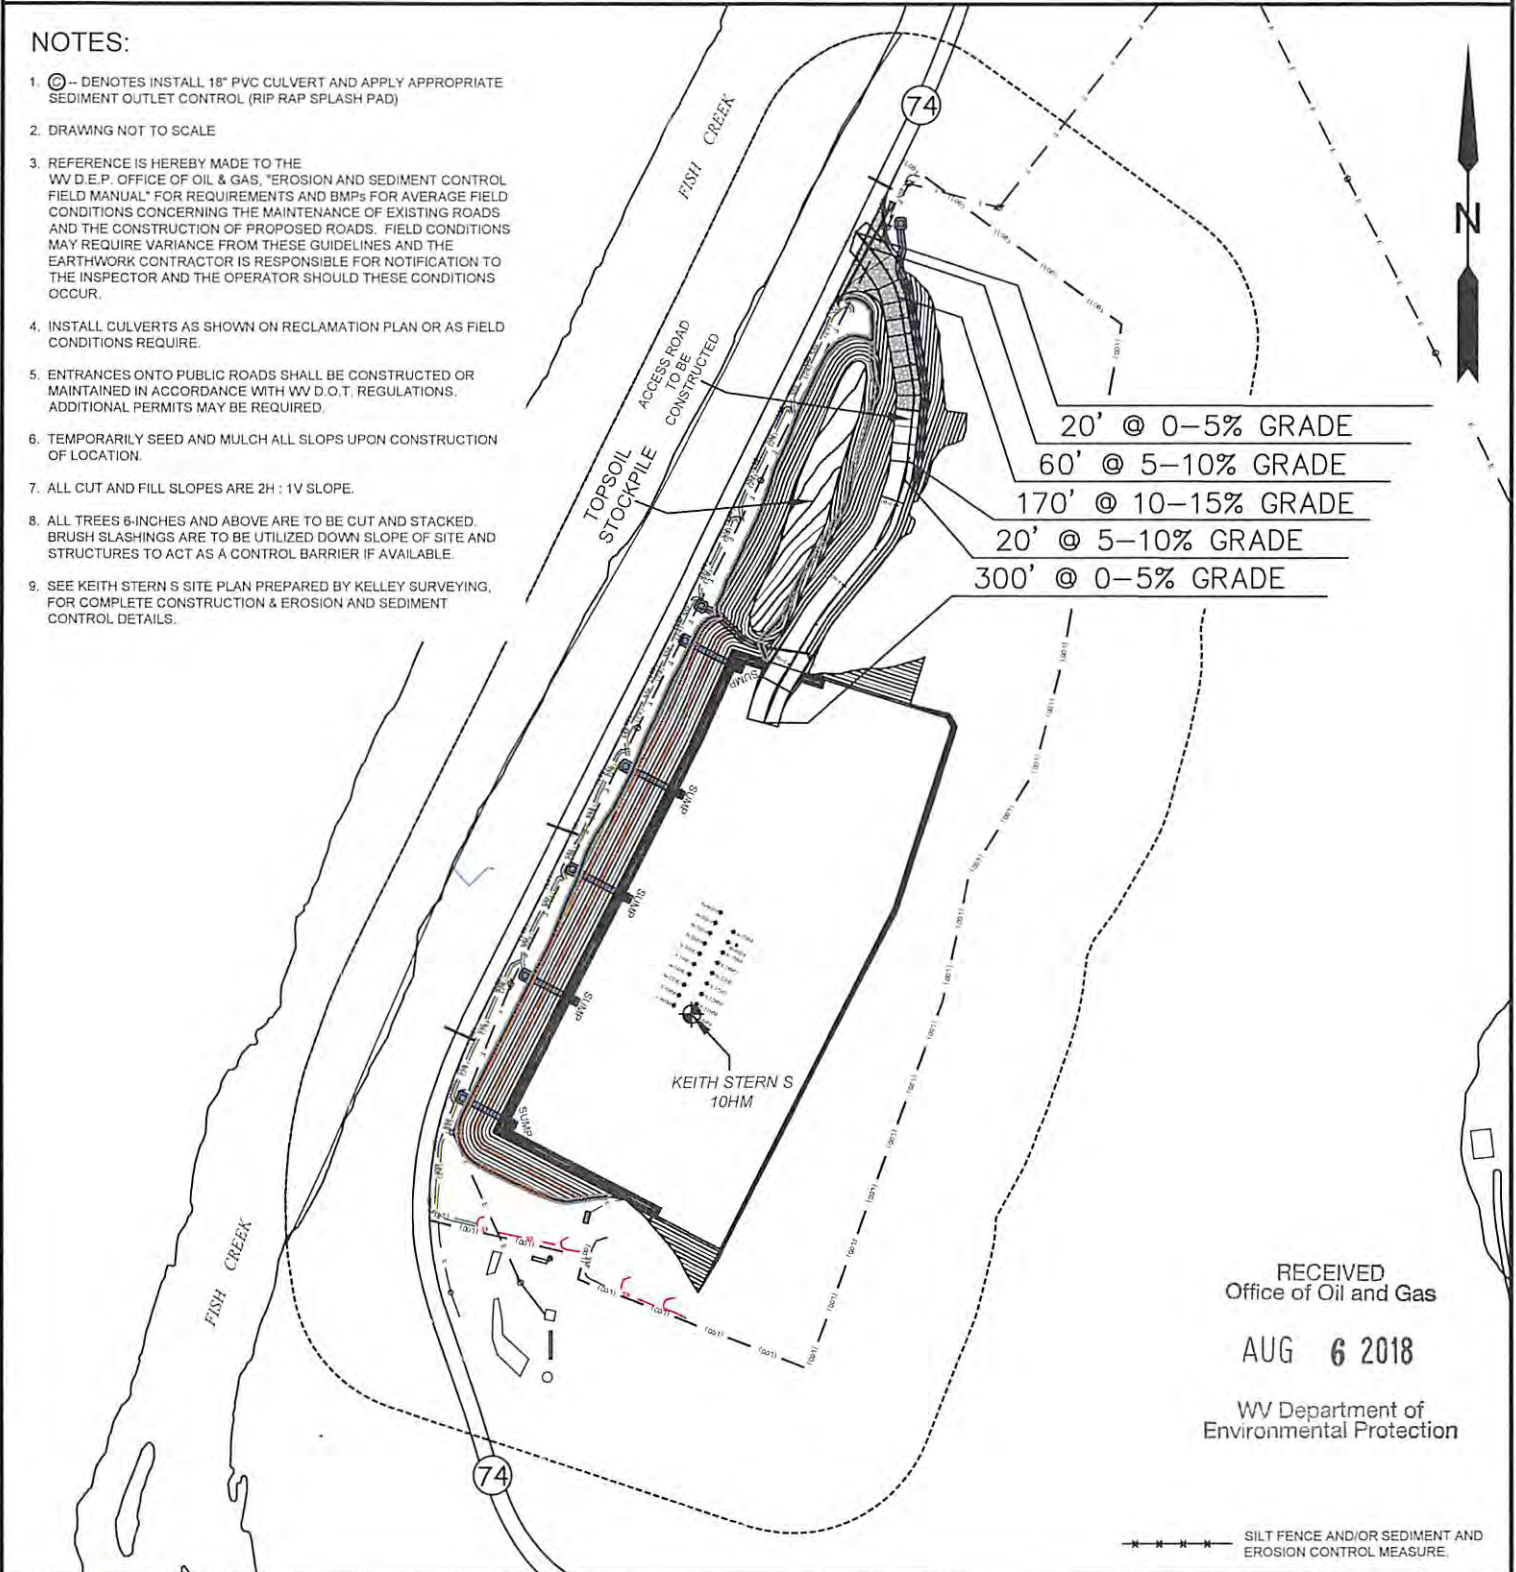 NOTES:
1. Ⓒ -- DENOTES INSTALL 18" PVC CULVERT AND APPLY APPROPRIATE
SEDIMENT OUTLET CONTROL (RIP RAP SPLASH PAD)
2. DRAWING NOT TO SCALE
3. REFERENCE IS HEREBY MADE TO THE
WV D.E.P. OFFICE OF OIL & GAS, "EROSION AND SEDIMENT CONTROL
FIELD MANUAL" FOR REQUIREMENTS AND BMPs FOR AVERAGE FIELD
CONDITIONS CONCERNING THE MAINTENANCE OF EXISTING ROADS
AND THE CONSTRUCTION OF PROPOSED ROADS. FIELD CONDITIONS
MAY REQUIRE VARIANCE FROM THESE GUIDELINES AND THE
EARTHWORK CONTRACTOR IS RESPONSIBLE FOR NOTIFICATION TO
THE INSPECTOR AND THE OPERATOR SHOULD THESE CONDITIONS
OCCUR.
4. INSTALL CULVERTS AS SHOWN ON RECLAMATION PLAN OR AS FIELD
CONDITIONS REQUIRE.
5. ENTRANCES ONTO PUBLIC ROADS SHALL BE CONSTRUCTED OR
MAINTAINED IN ACCORDANCE WITH WV D.O.T. REGULATIONS.
ADDITIONAL PERMITS MAY BE REQUIRED.
6. TEMPORARILY SEED AND MULCH ALL SLOPS UPON CONSTRUCTION
OF LOCATION.
7. ALL CUT AND FILL SLOPES ARE 2H : 1V SLOPE.
8. ALL TREES 6-INCHES AND ABOVE ARE TO BE CUT AND STACKED.
BRUSH SLASHINGS ARE TO BE UTILIZED DOWN SLOPE OF SITE AND
STRUCTURES TO ACT AS A CONTROL BARRIER IF AVAILABLE.
9. SEE KEITH STERN S SITE PLAN PREPARED BY KELLEY SURVEYING,
FOR COMPLETE CONSTRUCTION & EROSION AND SEDIMENT
CONTROL DETAILS.
FISH CREEK
74
N
ACCESS ROAD
TO BE
CONSTRUCTED
TOPSOIL
STOCKPILE
20' @ 0-5% GRADE
60' @ 5-10% GRADE
170' @ 10-15% GRADE
20' @ 5-10% GRADE
300' @ 0-5% GRADE
SUMP
SUMP
SUMP
SUMP
SUMP
KEITH STERN S
10HM
FISH CREEK
74
RECEIVED
Office of Oil and Gas
AUG 6 2018
WV Department of
Environmental Protection
SILT FENCE AND/OR SEDIMENT AND
EROSION CONTROL MEASURE.